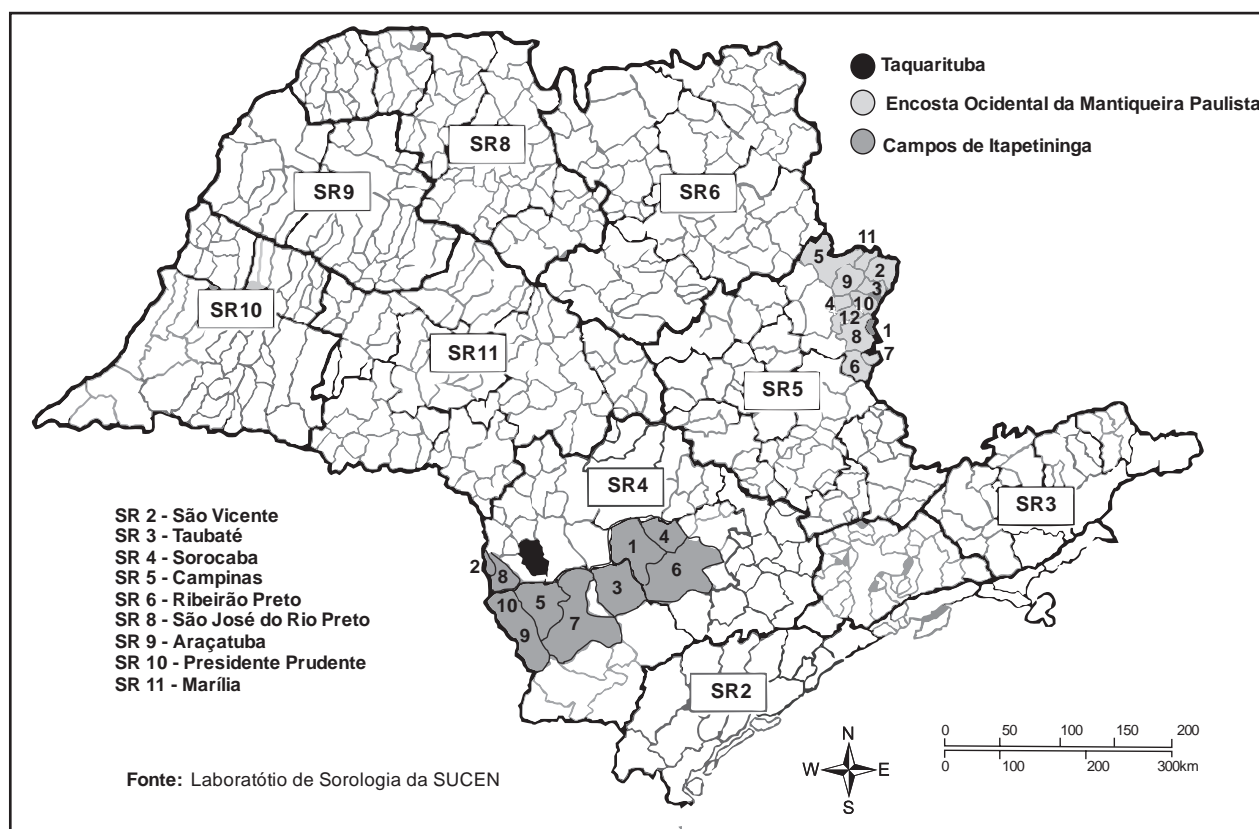 Taquarituba
Encosta Ocidental da Mantiqueira Paulista
Campos de Itapetininga
SR8
SR9
SR6
SR10
SR11
SR5
SR4
SR3
SR2
11
5
2
9
3
4
10
12
1
8
7
6
1
4
2
8
3
6
10
5
7
9
SR 2 - São Vicente
SR 3 - Taubaté
SR 4 - Sorocaba
SR 5 - Campinas
SR 6 - Ribeirão Preto
SR 8 - São José do Rio Preto
SR 9 - Araçatuba
SR 10 - Presidente Prudente
SR 11 - Marília
Fonte: Laboratótio de Sorologia da SUCEN
N
W E
S
0 50 100 150 200
0 100 200 300km